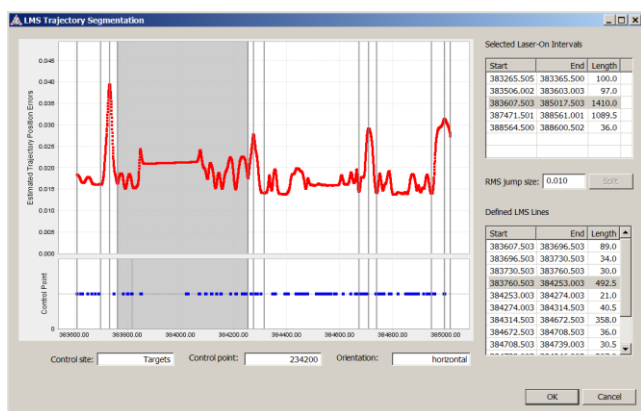 LMS Trajectory Segmentation
Selected Laser-On Intervals
Start End Length
383265.505 383365.500 100.0
383506.002 383603.003 97.0
383607.503 385017.503 1410.0
387471.501 388561.001 1089.5
388564.500 388600.502 36.0
RMS jump size: 0.010 Split
Defined LMS Lines
Start End Length
383607.503 383696.503 89.0
383696.503 383730.503 34.0
383730.503 383760.503 30.0
383760.503 384253.003 492.5
384253.003 384274.003 21.0
384274.003 384314.503 40.5
384314.503 384672.503 358.0
384672.503 384708.503 36.0
384708.503 384739.003 30.5
Estimated Trajectory Position Errors
0.045
0.040
0.035
0.030
0.025
0.020
0.015
0.010
0.005
0.000
Control Point
0
383600.00 383800.00 384000.00 384200.00 384400.00 384600.00 384800.00 385000.00
Control site: Targets Control point: 234200 Orientation: horizontal
OK Cancel